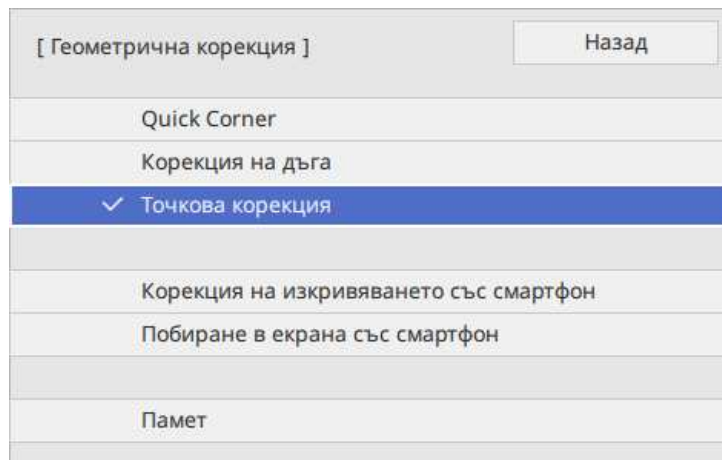 [ Геометрична корекция ]
Назад
Quick Corner
Корекция на дъга
Точкова корекция
Корекция на изкривяването със смартфон
Побиране в екрана със смартфон
Памет